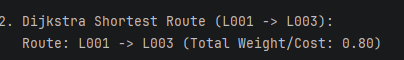 2. Dijkstra Shortest Route (L001 -> L003):
Route: L001 -> L003 (Total Weight/Cost: 0.80)